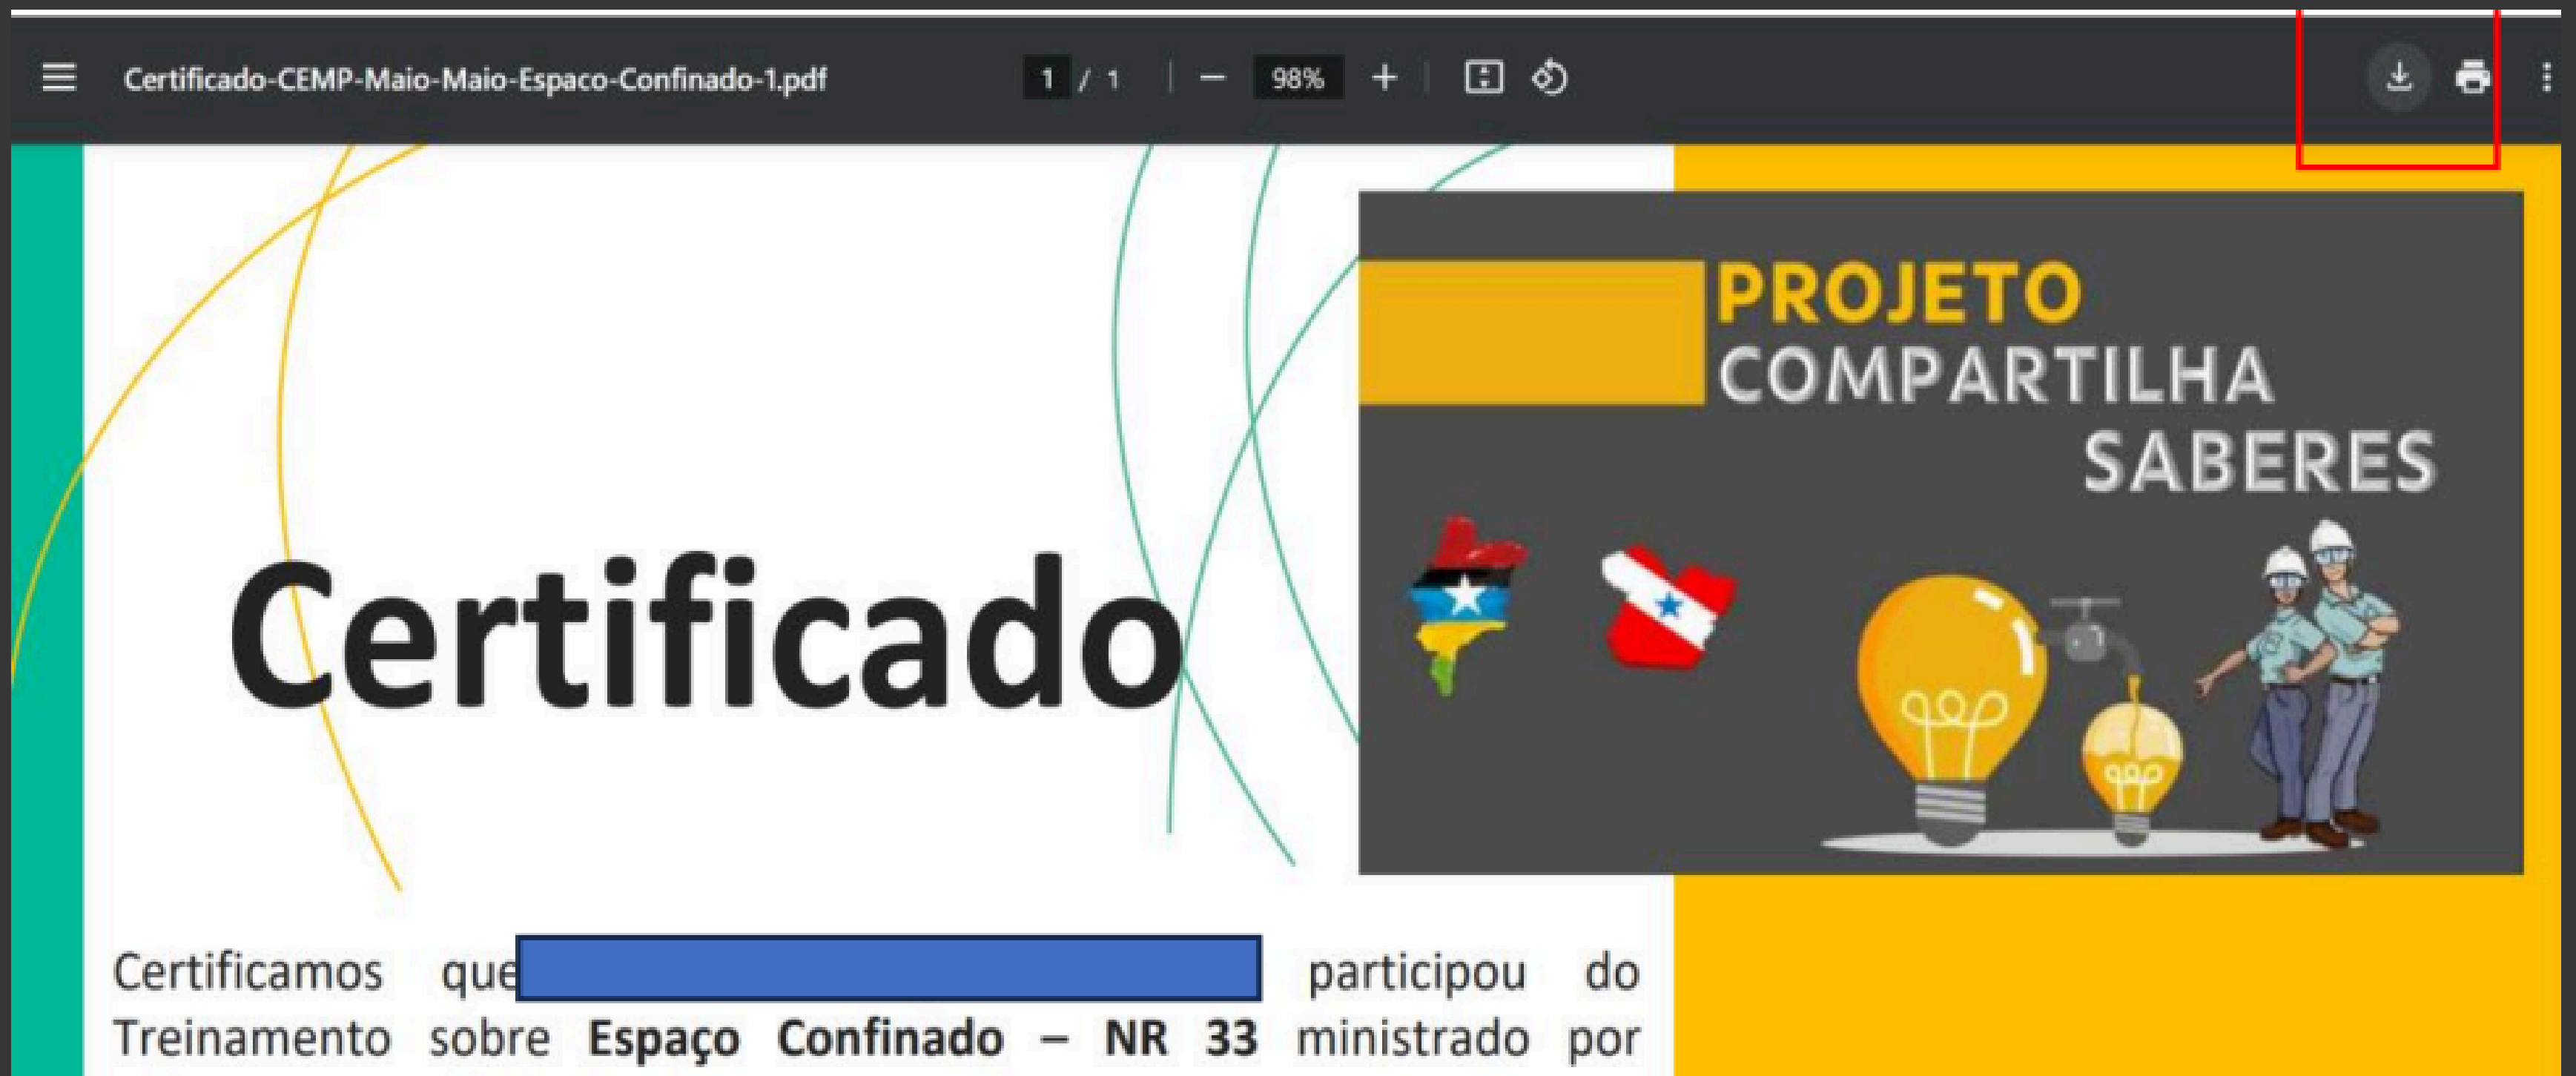 Certificado-CEMP-Maio-Maio-Espaco-Confinado-1.pdf
1 / 1
98%
PROJETO
COMPARTILHA
SABERES
Certificado
Certificamos que participou do
Treinamento sobre Espaço Confinado – NR 33 ministrado por